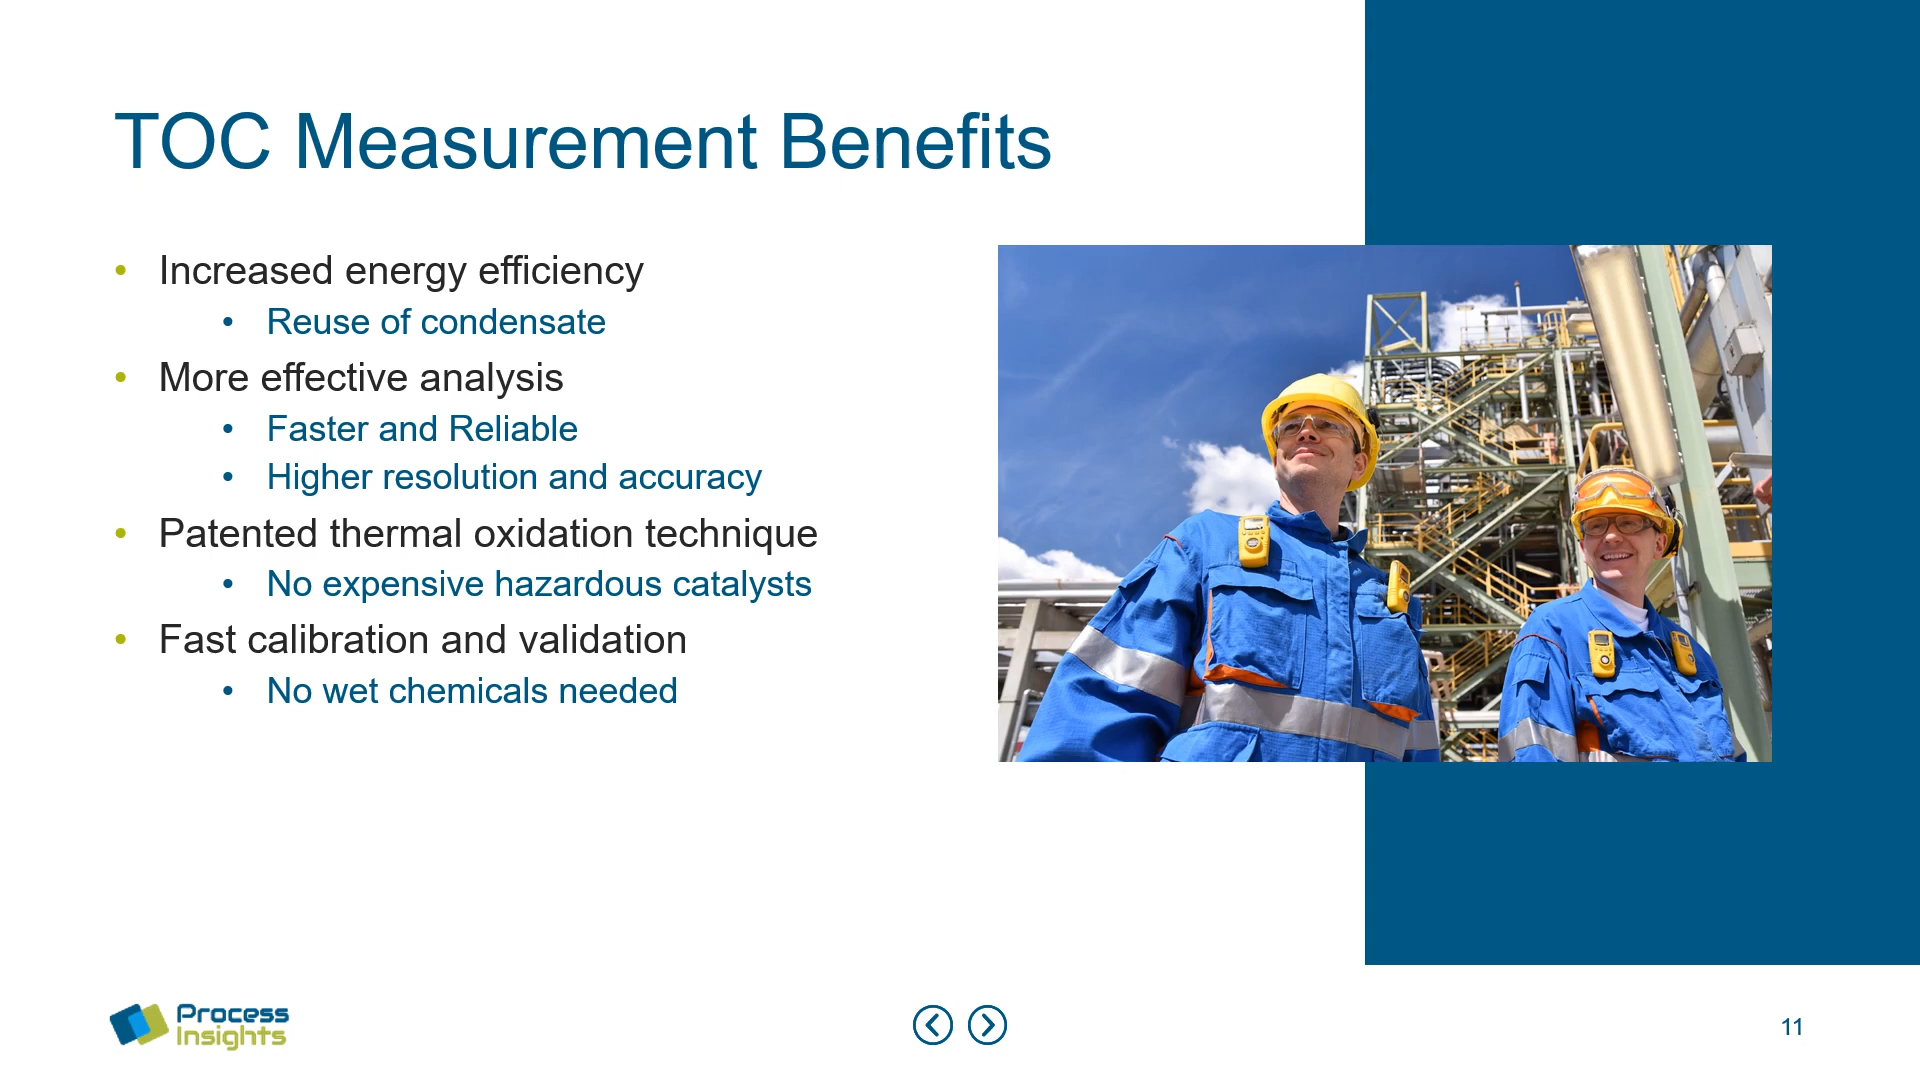 TOC Measurement Benefits
• Increased energy efficiency
• Reuse of condensate
• More effective analysis
• Faster and Reliable
• Higher resolution and accuracy
• Patented thermal oxidation technique
• No expensive hazardous catalysts
• Fast calibration and validation
• No wet chemicals needed
Process
Insights
11